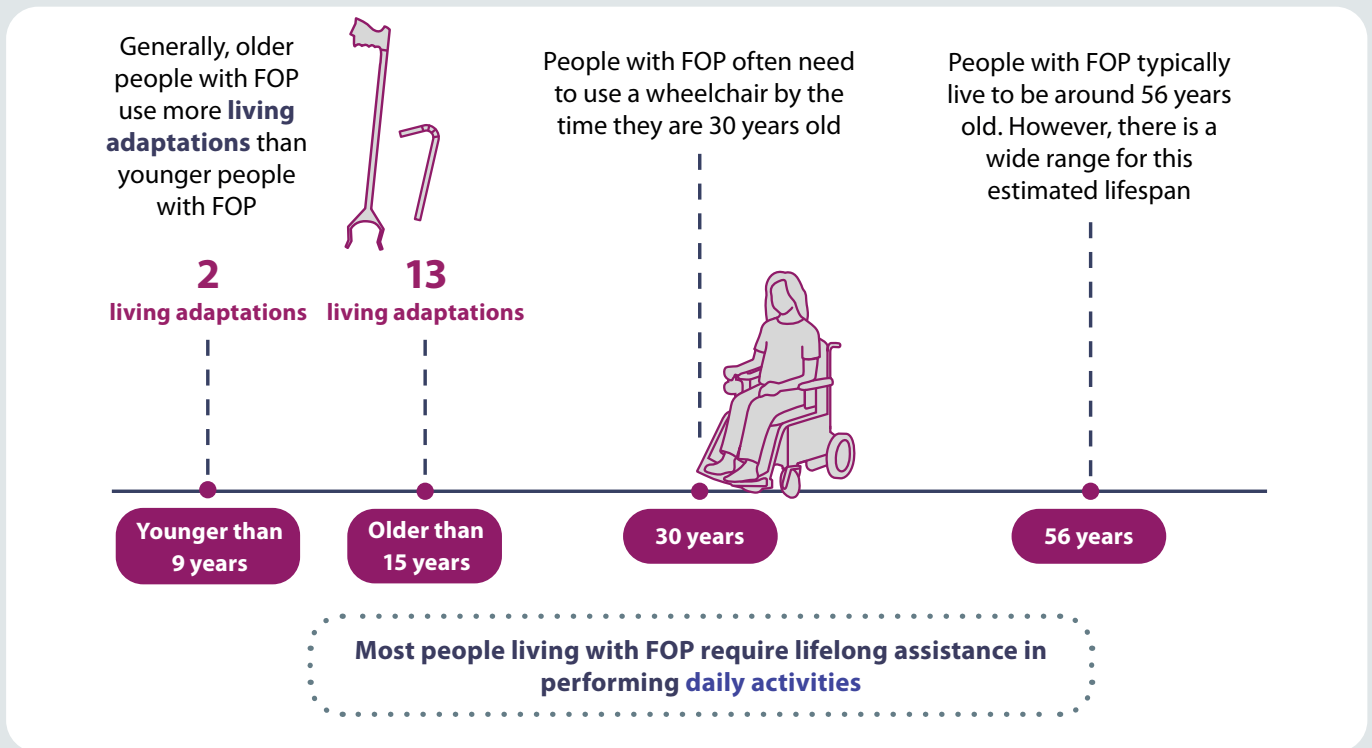 Generally, older
people with FOP
use more living
adaptations than
younger people
with FOP
2
living adaptations
13
living adaptations
People with FOP often need
to use a wheelchair by the
time they are 30 years old
People with FOP typically
live to be around 56 years
old. However, there is a
wide range for this
estimated lifespan
Younger than
9 years
Older than
15 years
30 years
56 years
Most people living with FOP require lifelong assistance in
performing daily activities